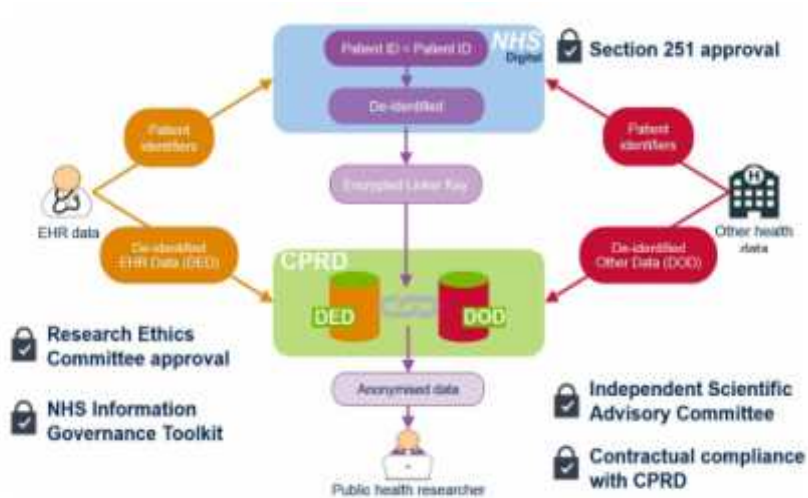 Patient ID = Patient ID
NHS
Digital
Section 251 approval
De-identified
Patient
identifiers
Patient
identifiers
Encrypted Linker Key
EHR data
H
Other health
data
De-identified
EHR Data (DED)
De-identified
Other Data (DOD)
CPRD
DED
DOD
Research Ethics
Committee approval
Anonymised data
Independent Scientific
Advisory Committee
NHS Information
Governance Toolkit
Contractual compliance
with CPRD
Public health researcher